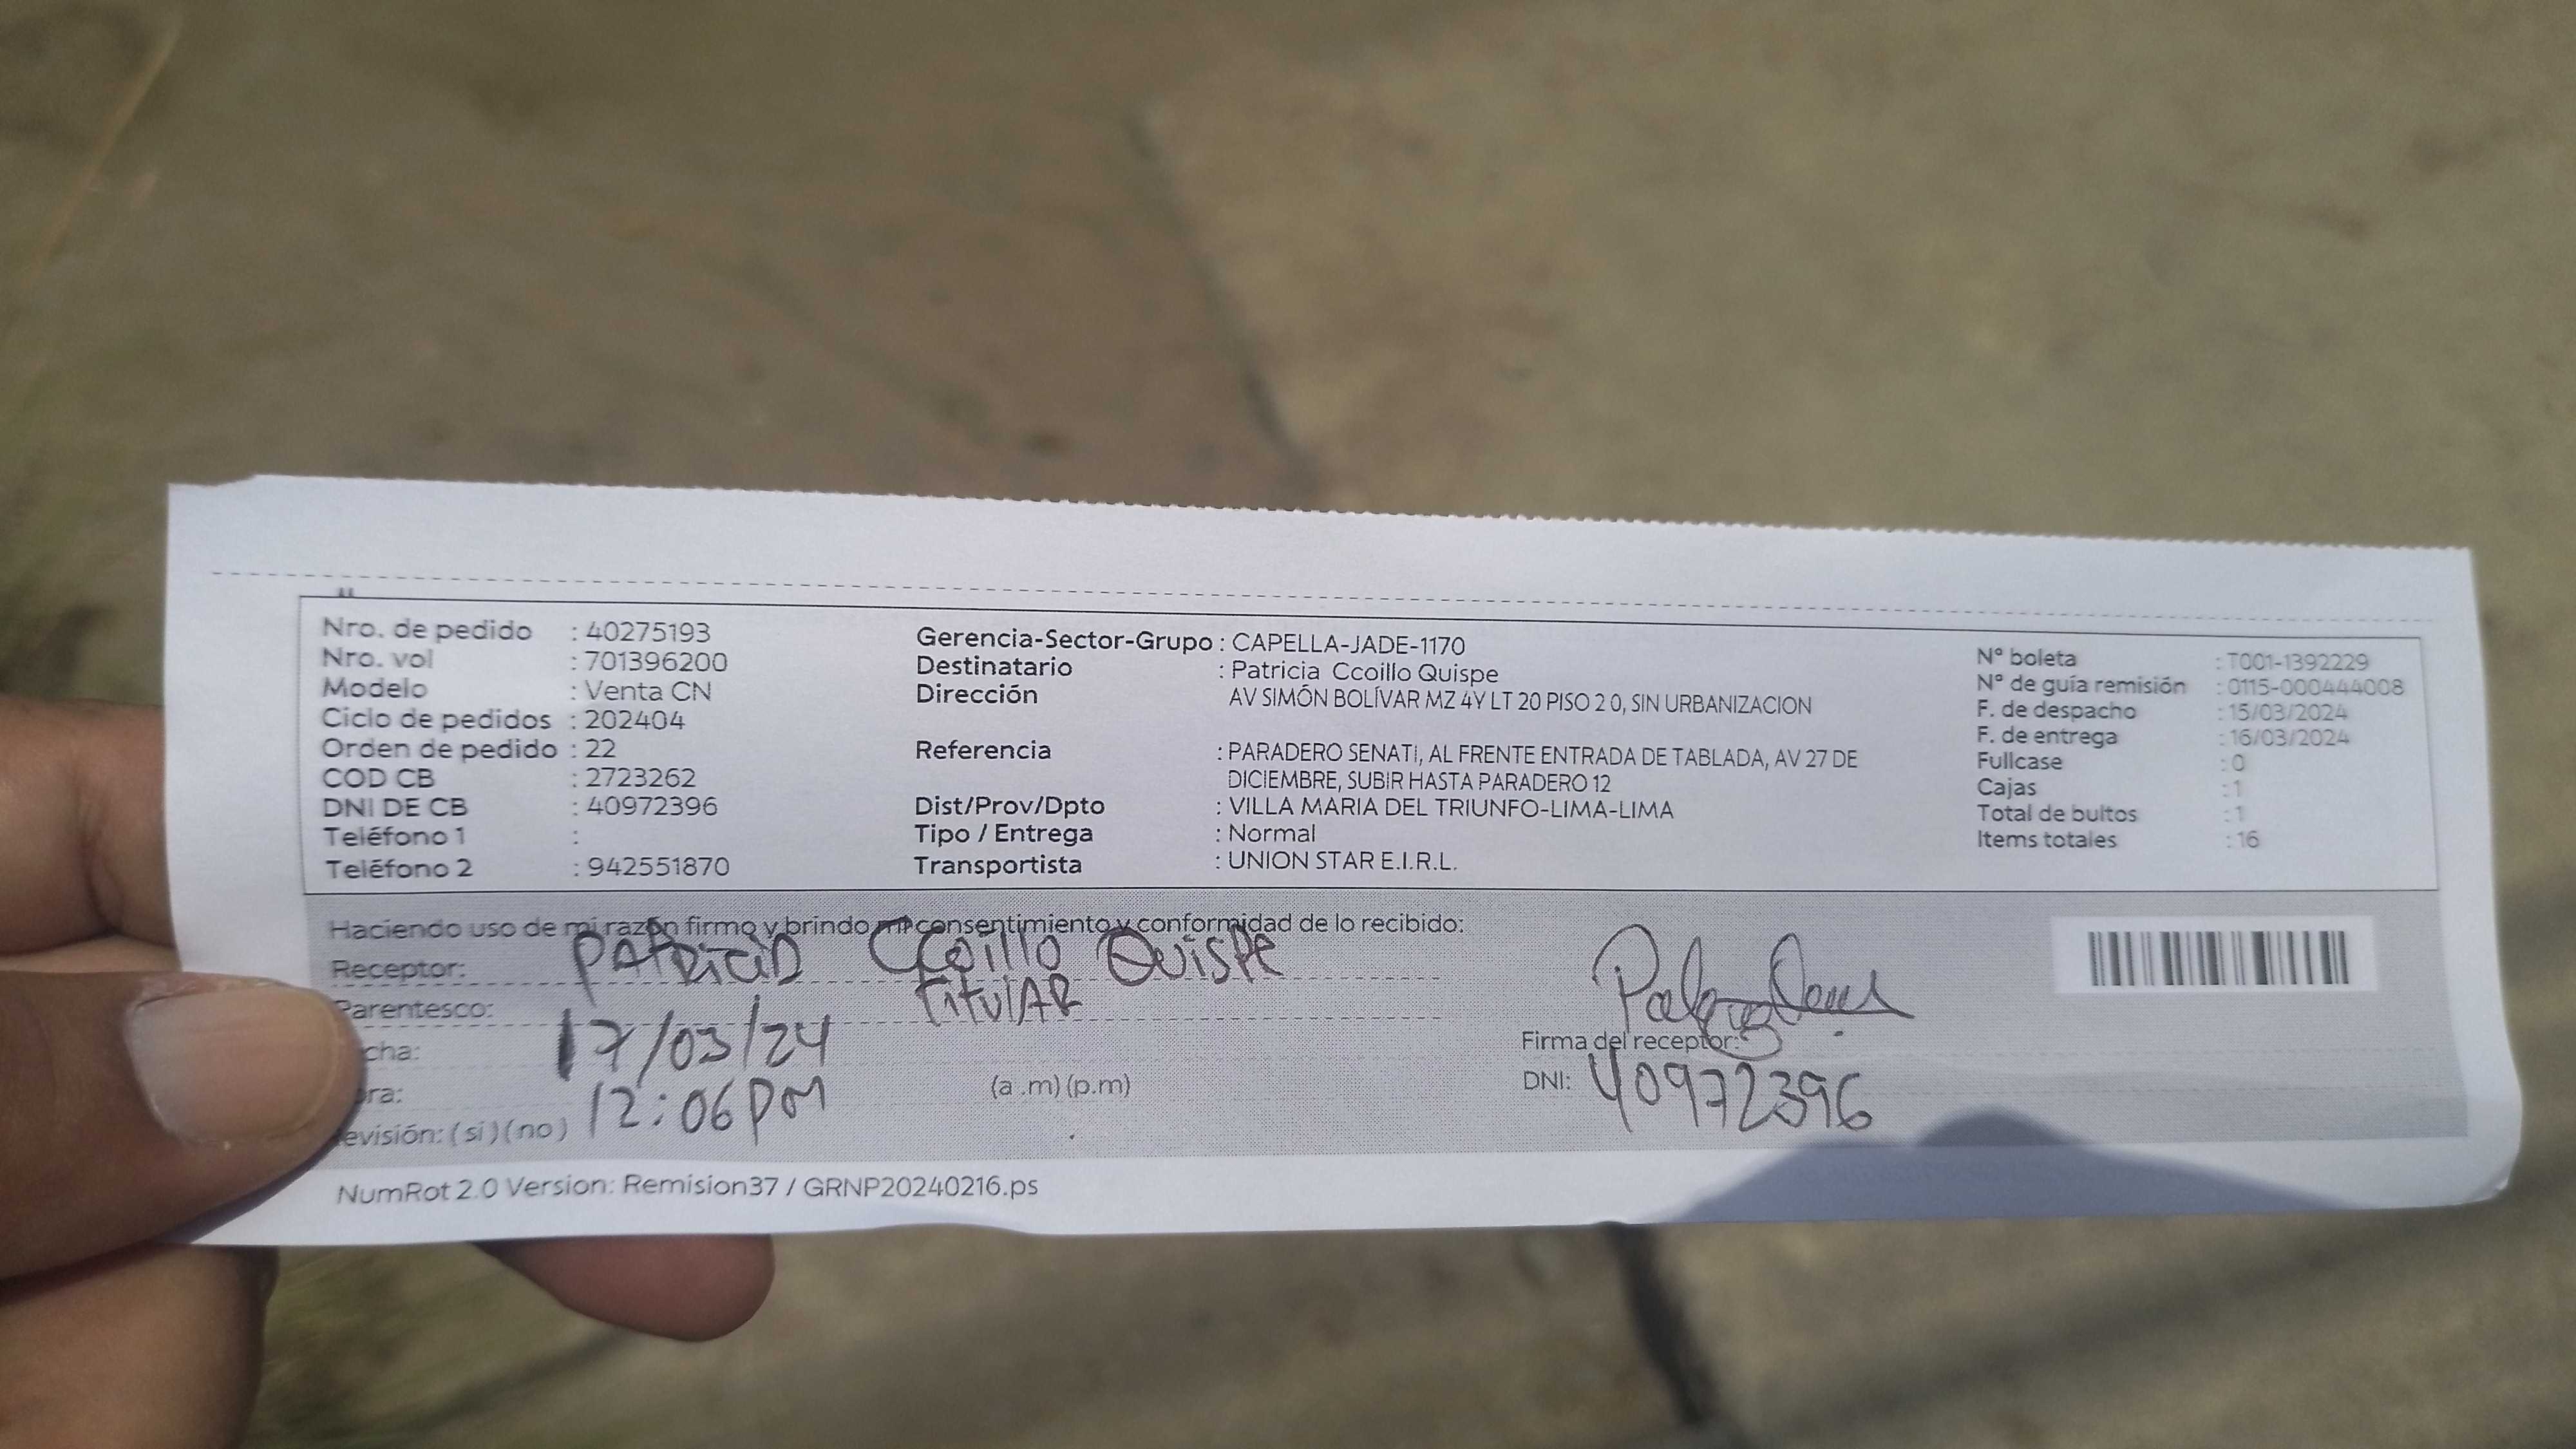 Nro. de pedido : 40275193
Nro. vol : 701396200
Modelo : Venta CN
Ciclo de pedidos : 202404
Orden de pedido : 22
COD CB : 2723262
DNI DE CB : 40972396
Teléfono 1 :
Teléfono 2 : 942551870
Gerencia-Sector-Grupo : CAPELLA-JADE-1170
Destinatario : Patricia Ccoillo Quispe
Dirección AV SIMÓN BOLÍVAR MZ 4Y LT 20 PISO 2 0, SIN URBANIZACION
Referencia : PARADERO SENATI, AL FRENTE ENTRADA DE TABLADA, AV 27 DE
DICIEMBRE, SUBIR HASTA PARADERO 12
Dist/Prov/Dpto : VILLA MARIA DEL TRIUNFO-LIMA-LIMA
Tipo / Entrega : Normal
Transportista : UNION STAR E.I.R.L.
N° boleta : T001-1392229
N° de guía remisión : 0115-000444008
F. de despacho : 15/03/2024
F. de entrega : 16/03/2024
Fullcase : 0
Cajas : 1
Total de bultos : 1
Items totales : 16
Haciendo uso de mi razón firmo y brindo mi consentimiento y conformidad de lo recibido:
Receptor: PATRICIA Ccoillo Quispe
Parentesco: TitulAR
cha: 17/03/24
ra: 12:06 PM (a .m) (p.m)
evisión: ( si ) ( no )
Firma del receptor:
DNI: 40972396
NumRot 2.0 Version: Remision37 / GRNP20240216.ps